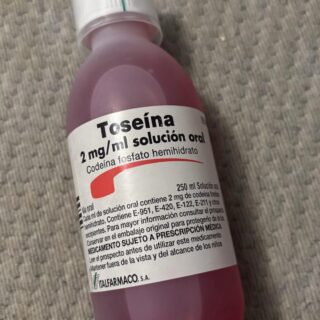 Toseína
2 mg/ml solución oral
Codeína fosfato hemihidrato
250 ml Solución oral
Vía oral
Cada ml de solución oral contiene 2 mg de codeína fosfato
hemihidrato. Contiene E-951, E-420, E-122, E-211 y otros
excipientes. Para mayor información consultar el prospecto.
Conservar en el embalaje original para protegerlo de la luz.
MEDICAMENTO SUJETO A PRESCRIPCIÓN MÉDICA
Leer el prospecto antes de utilizar este medicamento
Mantener fuera de la vista y del alcance de los niños
ITALFARMACO, S.A.